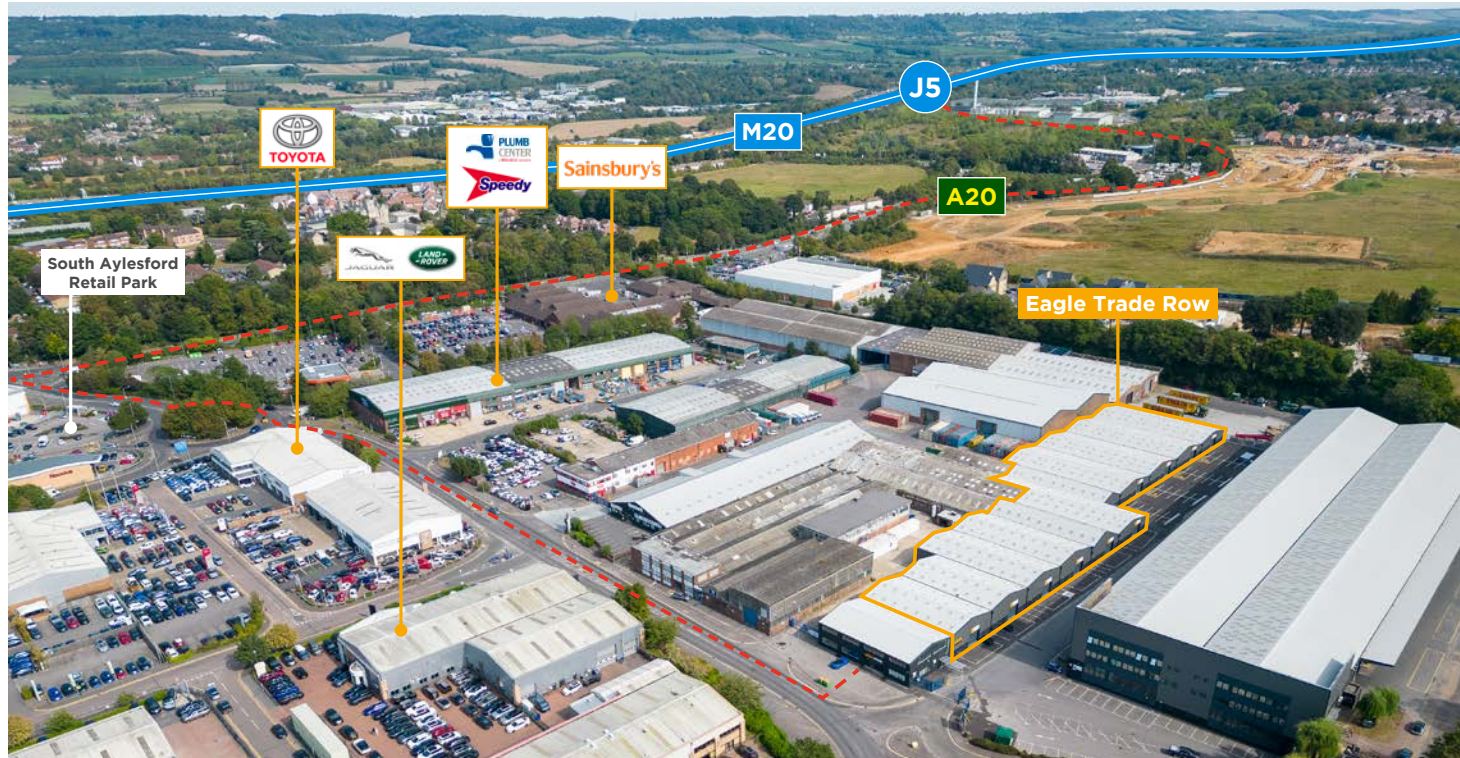 J5
M20
TOYOTA
PLUMB
CENTER
Speedy
Sainsbury's
A20
JAGUAR
LAND-
ROVER
South Aylesford
Retail Park
Eagle Trade Row